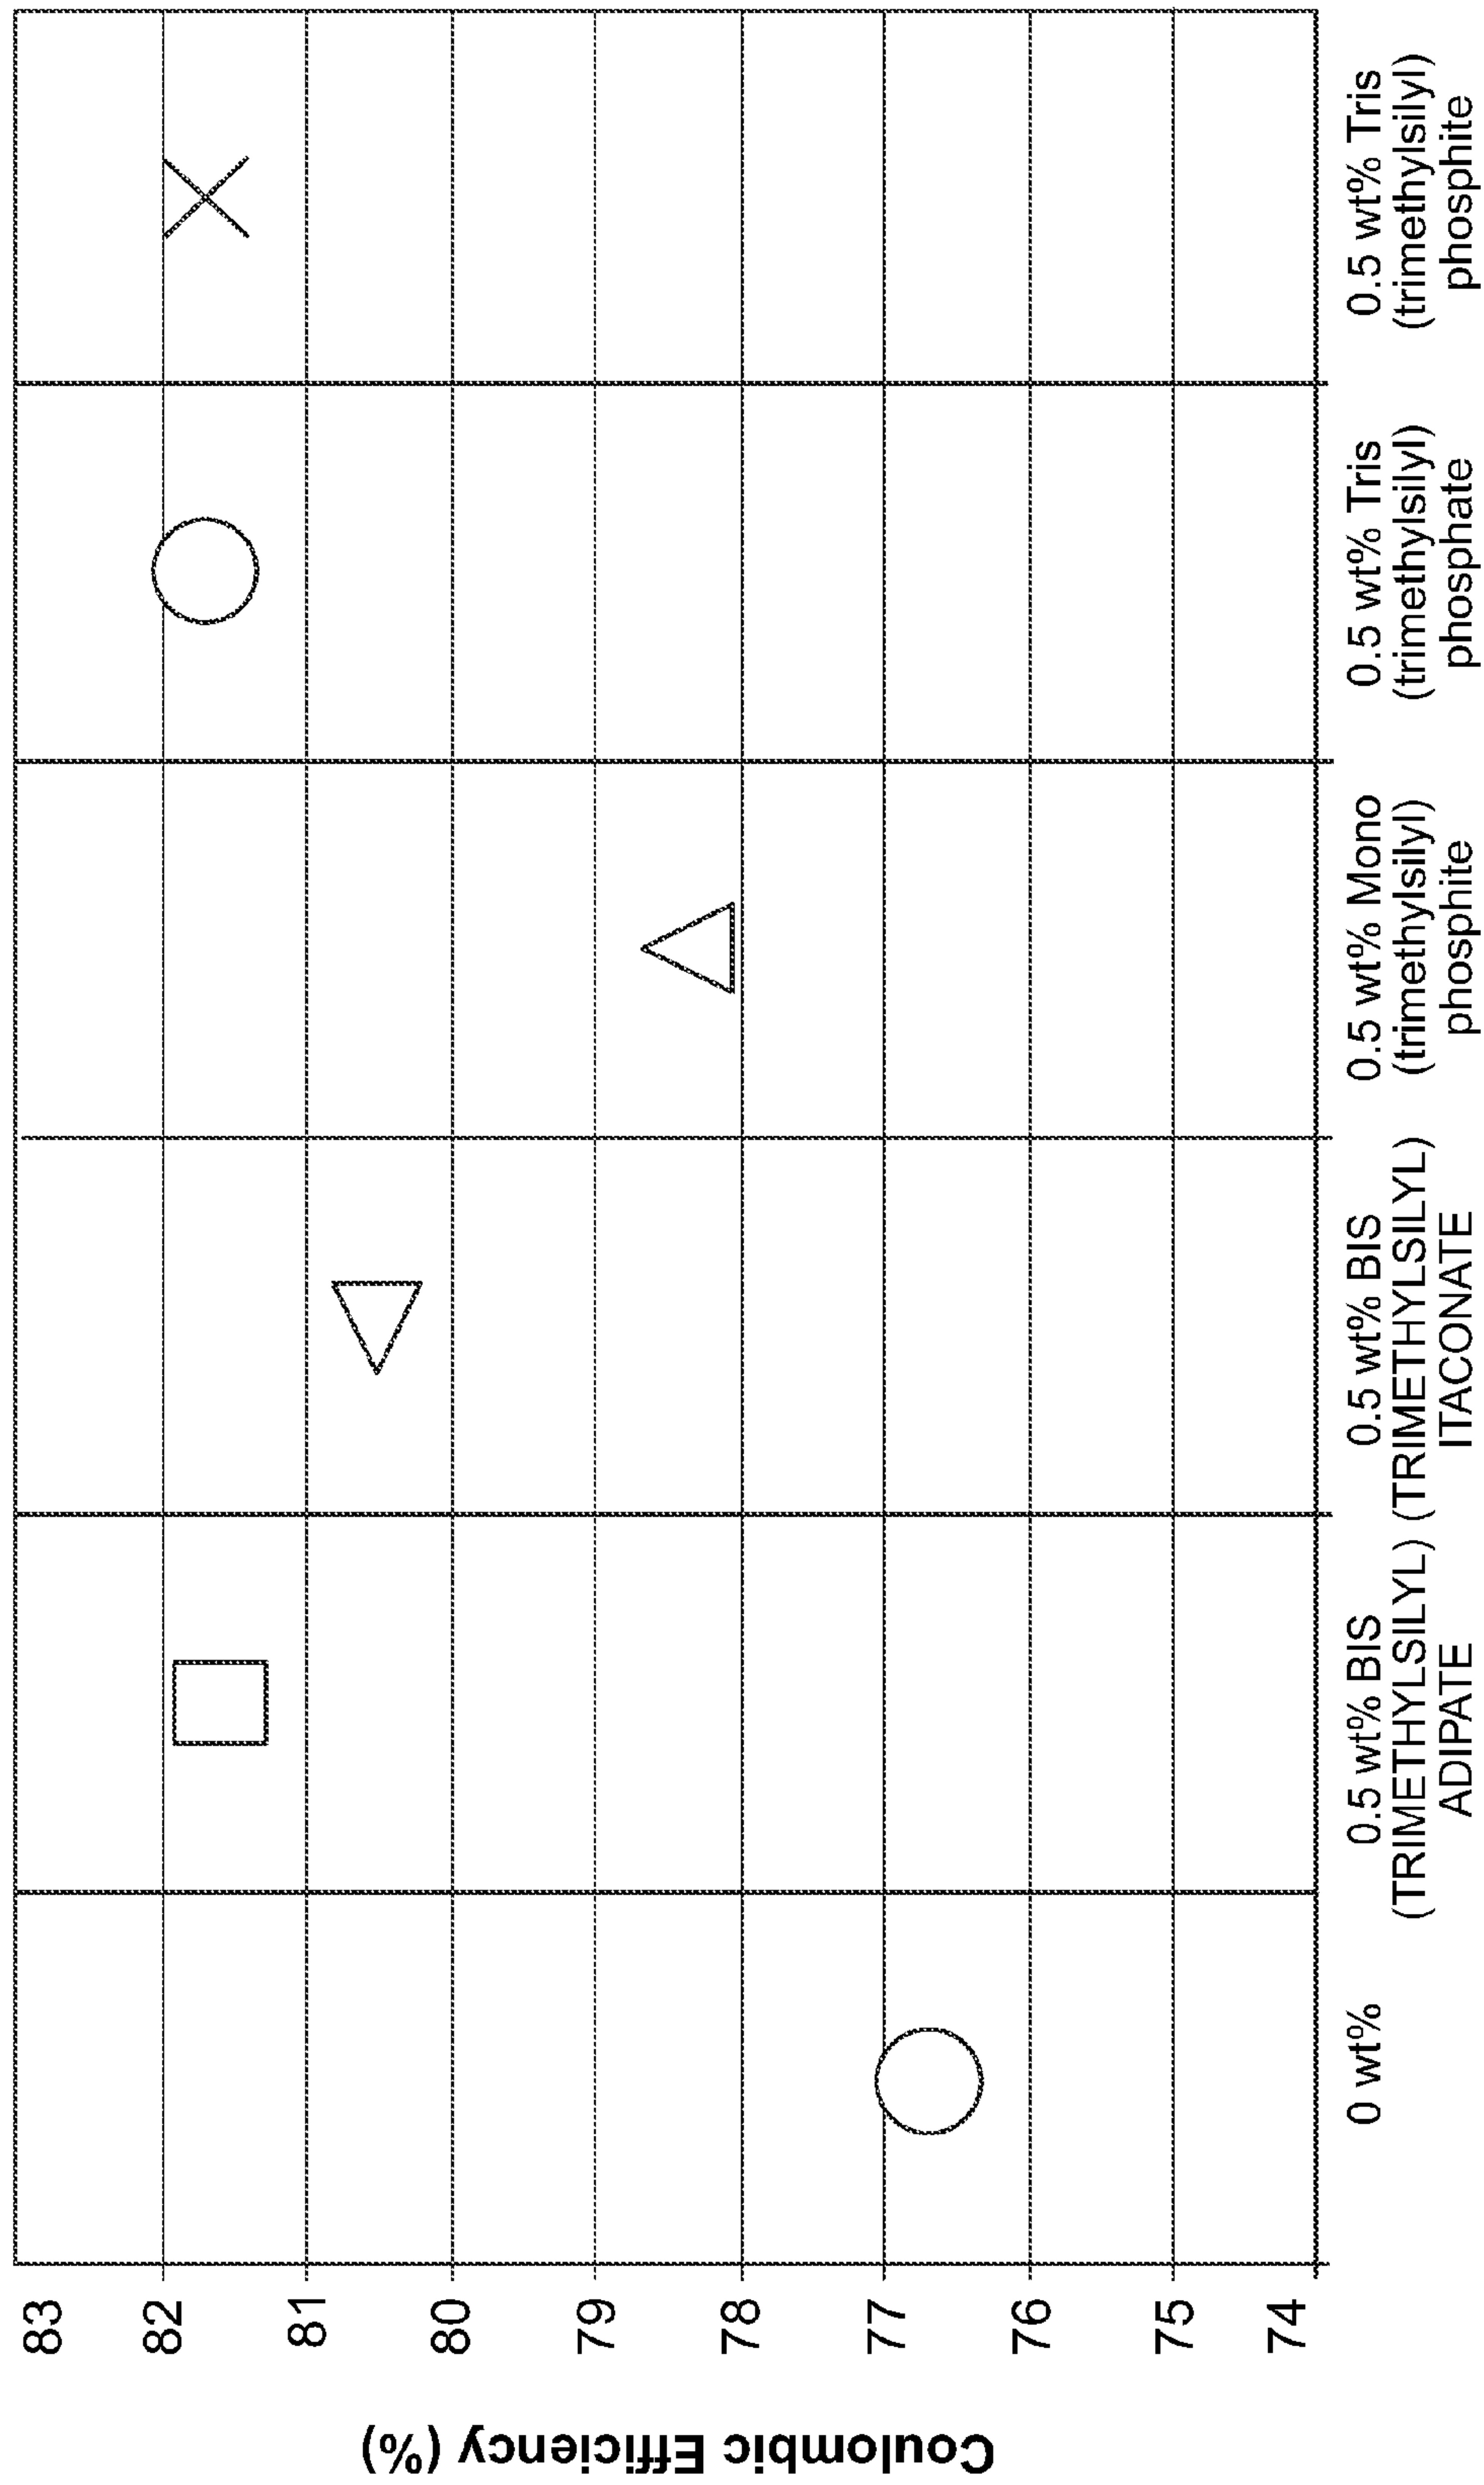 Coulombic Efficiency (%)
83
82
81
80
79
78
77
76
75
74
0 wt%
0.5 wt% BIS
(TRIMETHYLSILYL)
ADIPATE
0.5 wt% BIS
(TRIMETHYLSILYL)
ITACONATE
0.5 wt% Mono
(trimethylsilyl)
phosphite
0.5 wt% Tris
(trimethylsilyl)
phosphate
0.5 wt% Tris
(trimethylsilyl)
phosphite